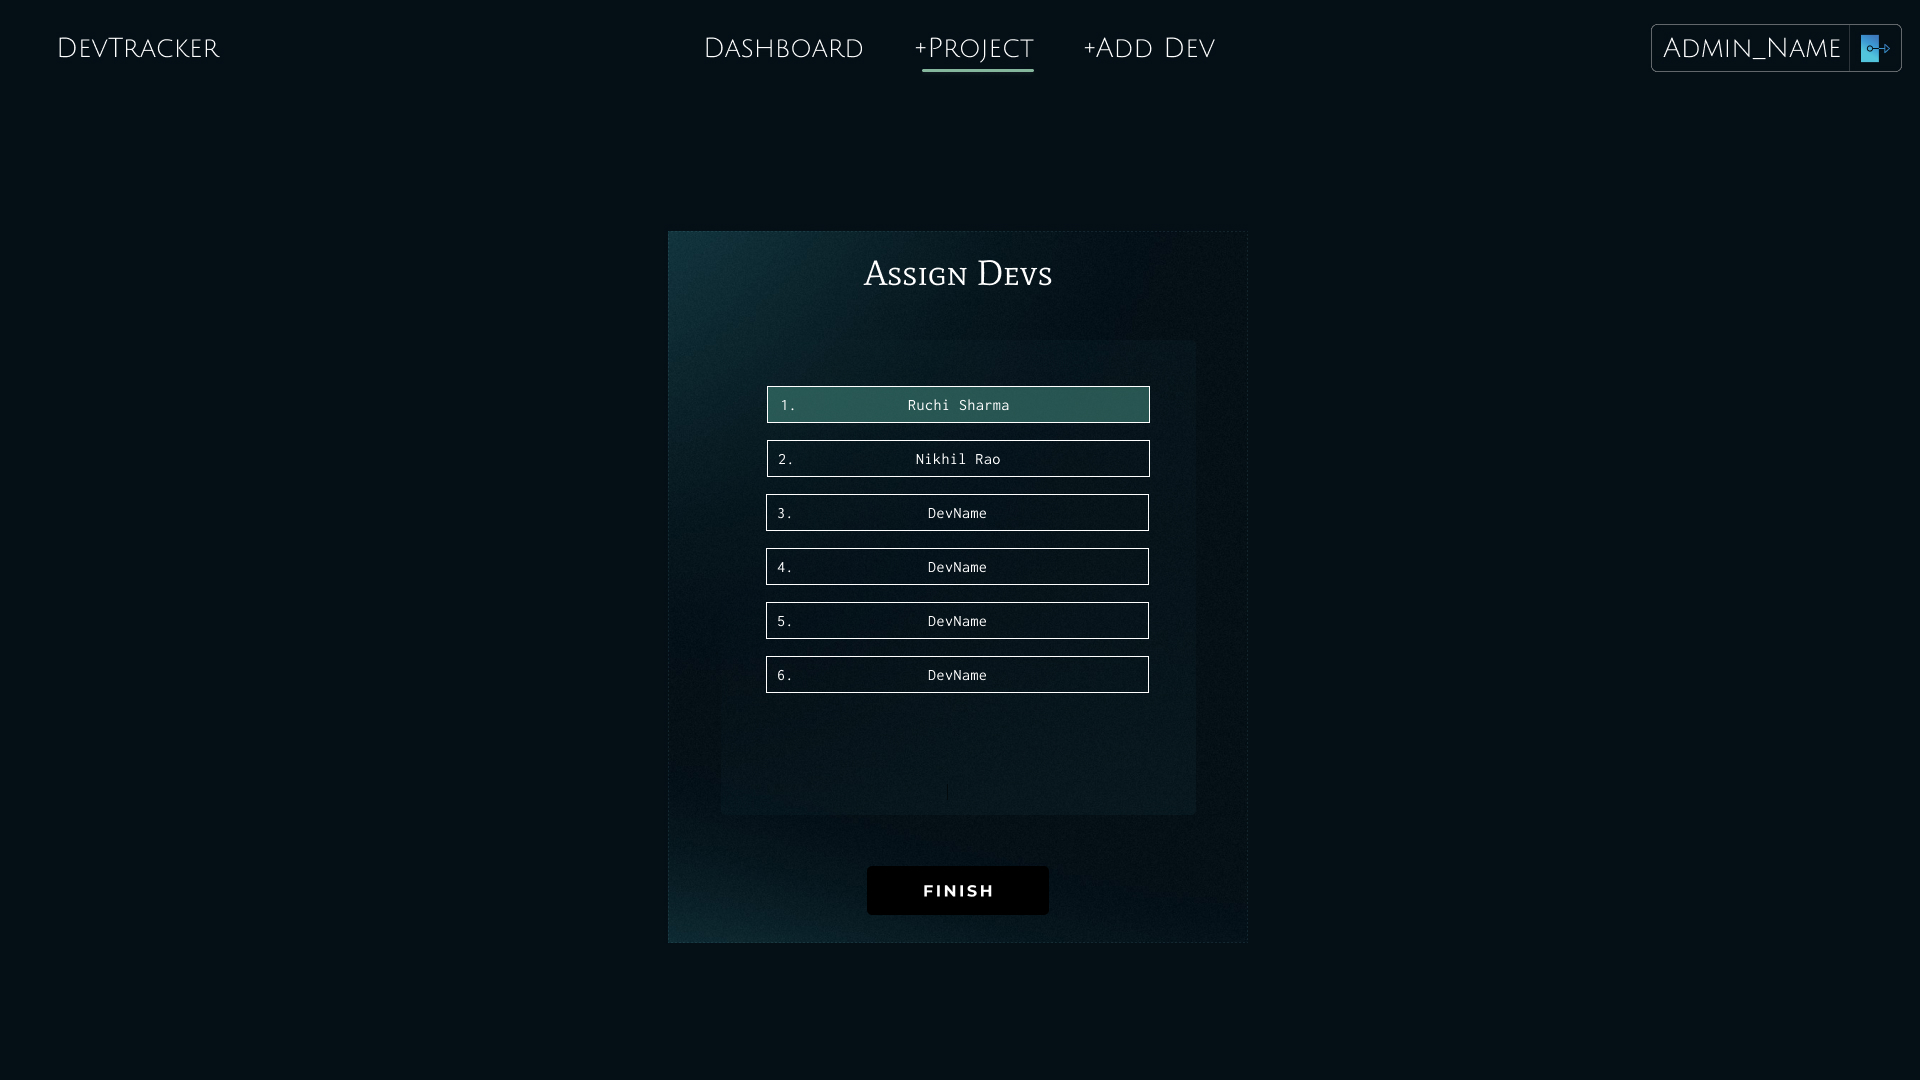 DevTracker
Dashboard +Project +Add Dev
Admin_Name
Assign Devs
1. Ruchi Sharma
2. Nikhil Rao
3. DevName
4. DevName
5. DevName
6. DevName
FINISH